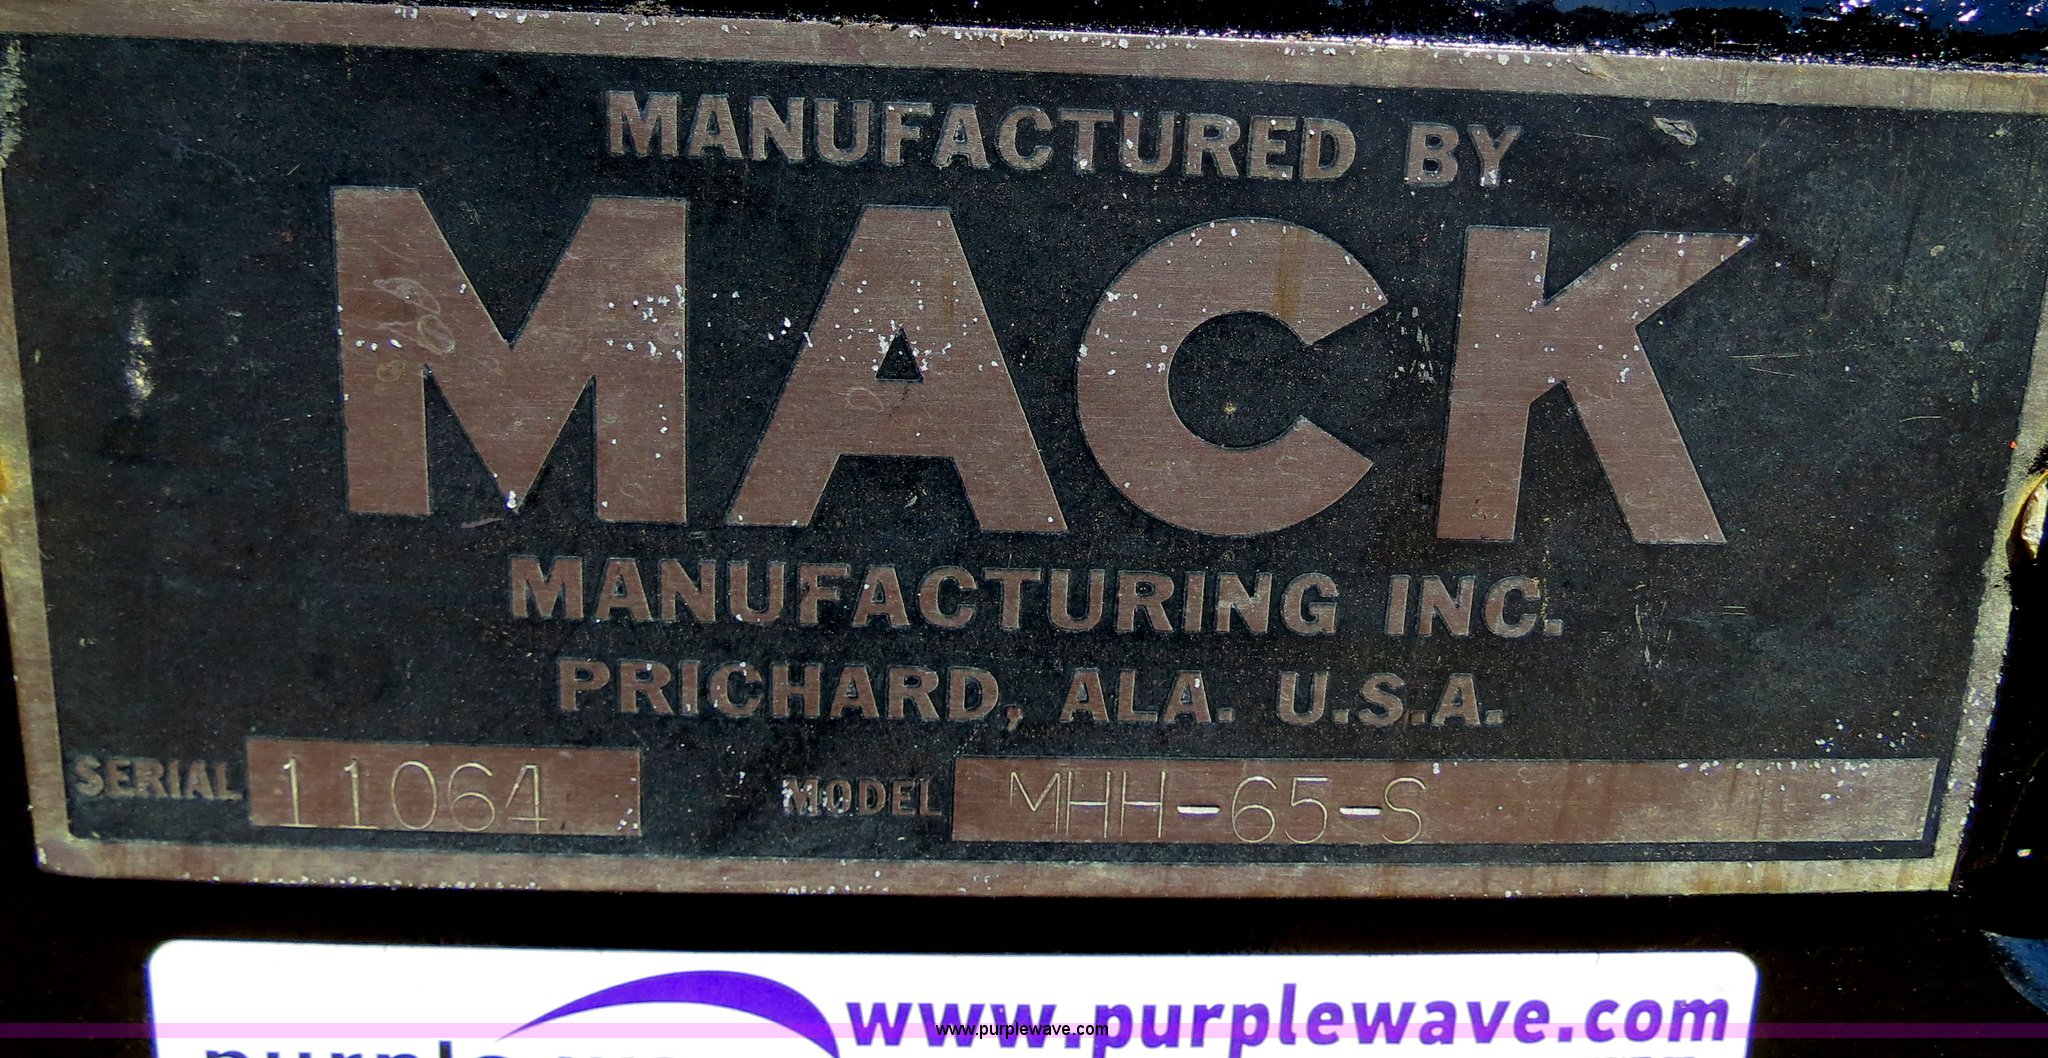 MANUFACTURED BY
MACK
MANUFACTURING INC.
PRICHARD, ALA. U.S.A.
SERIAL 11064 MODEL MHH-65-S
www.purplewave.com
www.purplewave.com